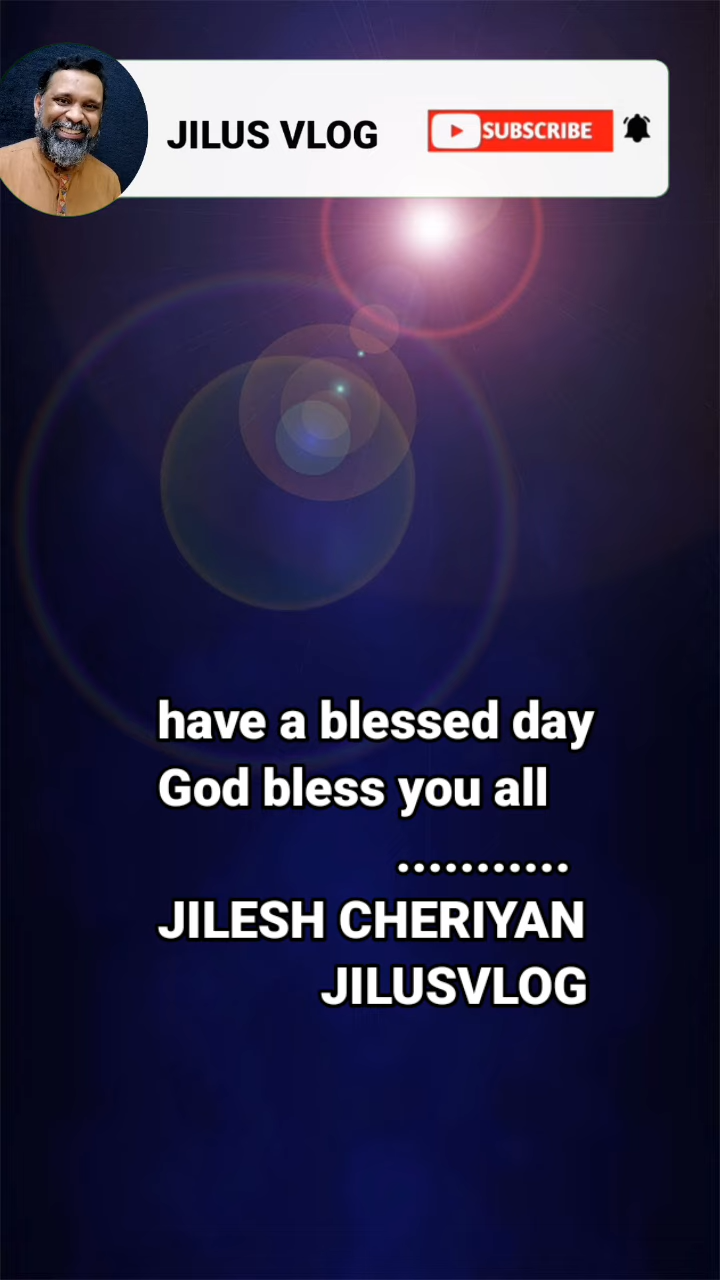 JILUS VLOG
SUBSCRIBE
have a blessed day
God bless you all
...........
JILESH CHERIYAN
JILUSVLOG